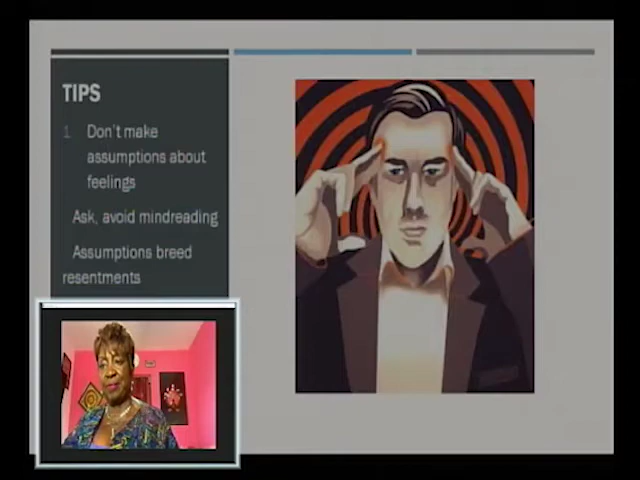 TIPS
1 Don't make
assumptions about
feelings
Ask, avoid mindreading
Assumptions breed
resentments